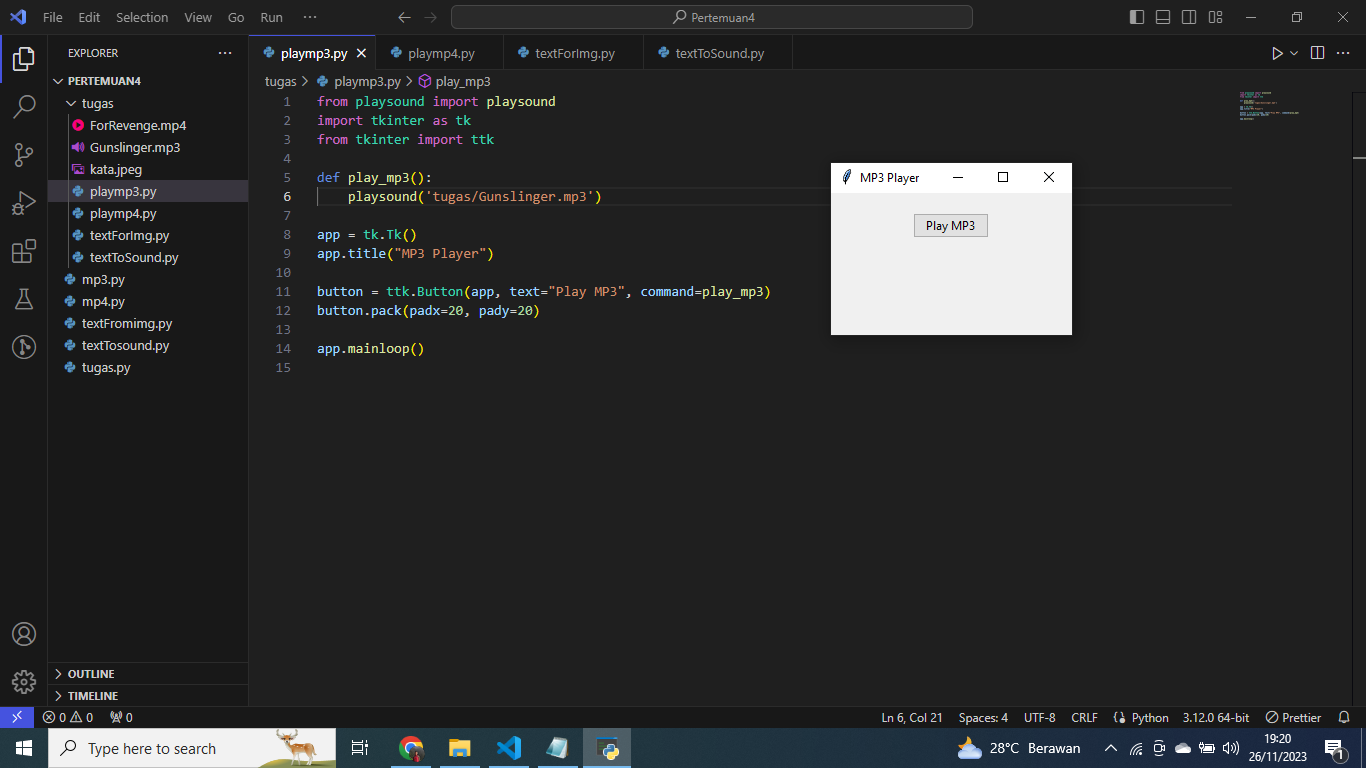 File Edit Selection View Go Run ··· Pertemuan4
EXPLORER ···
PERTEMUAN4
tugas
ForRevenge.mp4
Gunslinger.mp3
kata.jpeg
playmp3.py
playmp4.py
textForImg.py
textToSound.py
mp3.py
mp4.py
textFromimg.py
textTosound.py
tugas.py
OUTLINE
TIMELINE
playmp3.py playmp4.py textForImg.py textToSound.py
tugas > playmp3.py > play_mp3
1 from playsound import playsound
2 import tkinter as tk
3 from tkinter import ttk
4
5 def play_mp3():
6     playsound('tugas/Gunslinger.mp3')
7
8 app = tk.Tk()
9 app.title("MP3 Player")
10
11 button = ttk.Button(app, text="Play MP3", command=play_mp3)
12 button.pack(padx=20, pady=20)
13
14 app.mainloop()
15
MP3 Player
Play MP3
0 0 0 Ln 6, Col 21 Spaces: 4 UTF-8 CRLF Python 3.12.0 64-bit Prettier
Type here to search 28°C Berawan 19:20
26/11/2023
1